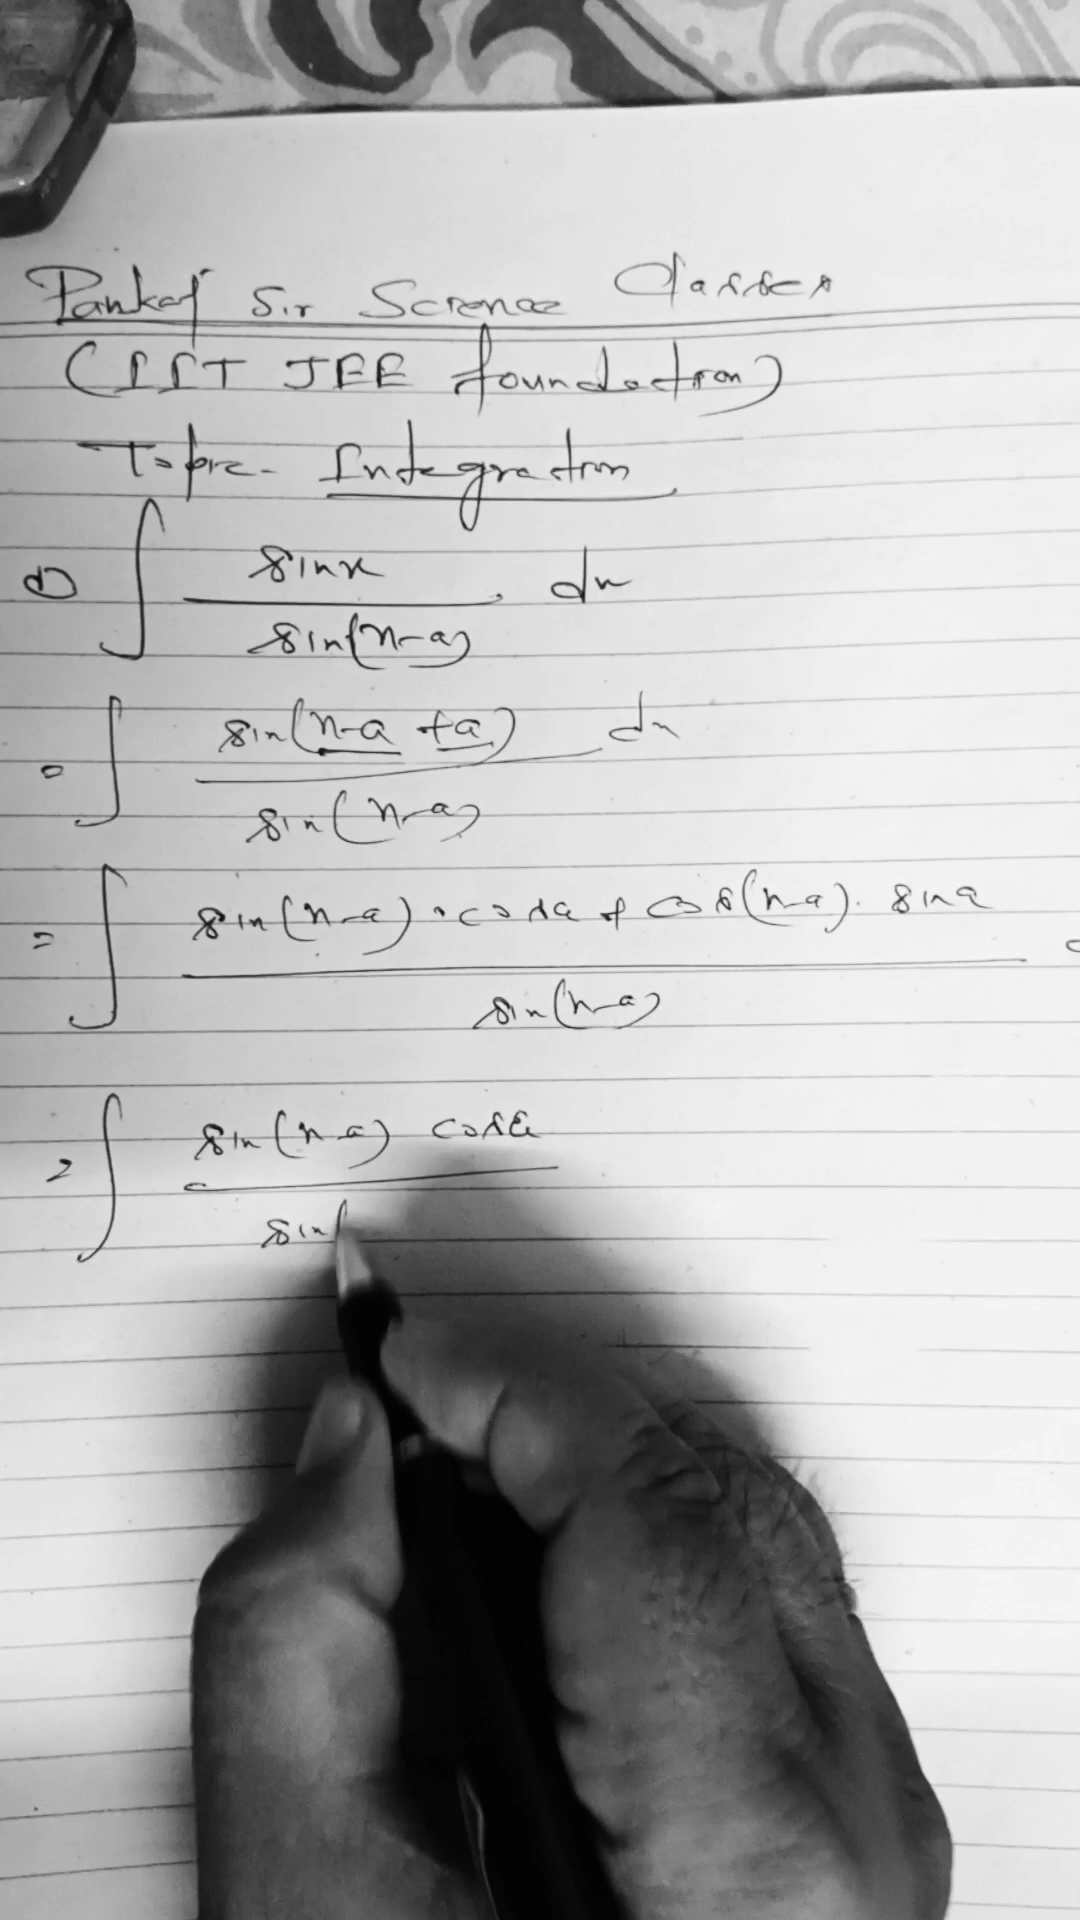 Pankaj Sir Science Classes
(IIT JEE foundation)
Topic - Integration
1) ∫ sinx / sin(x-a) dx
= ∫ sin(x-a +a) / sin(x-a) dx
= ∫ sin(x-a) · cosa + cos(x-a) · sina / sin(x-a)
= ∫ sin(x-a) cosa / sin(